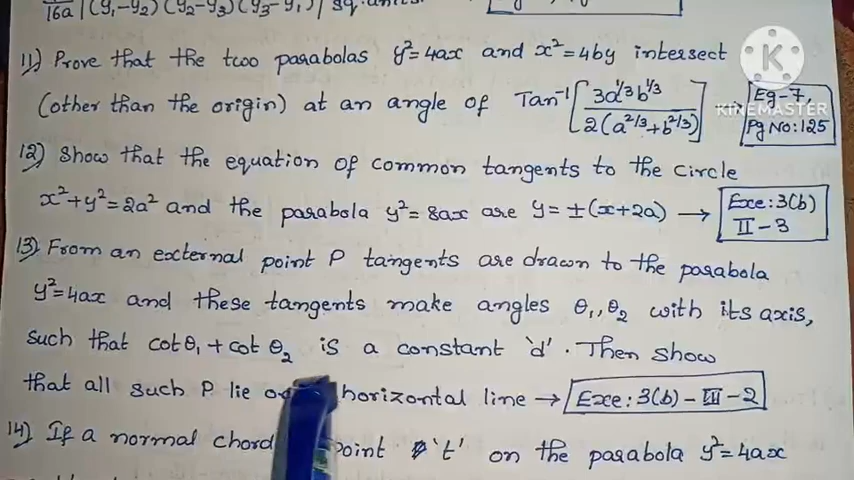 16a |(y₁-y₂) (y₂-y₃) (y₃-y₁)|
11) Prove that the two parabolas y²=4ax and x²=4by intersect
(other than the origin) at an angle of Tan⁻¹[3a^1/3 b^1/3 / 2(a^2/3+b^2/3)] Eg-7, Pg No:125
KINEMASTER
12) Show that the equation of common tangents to the circle
x²+y²=2a² and the parabola y²=8ax are y=±(x+2a) → Exe:3(b) II-3
13) From an external point P tangents are drawn to the parabola
y²=4ax and these tangents make angles θ₁,θ₂ with its axis,
such that cotθ₁+cot θ₂ is a constant 'd'. Then show
that all such P lie horizontal line → Exe:3(b)-III-2
14) If a normal chord point 't' on the parabola y²=4ax